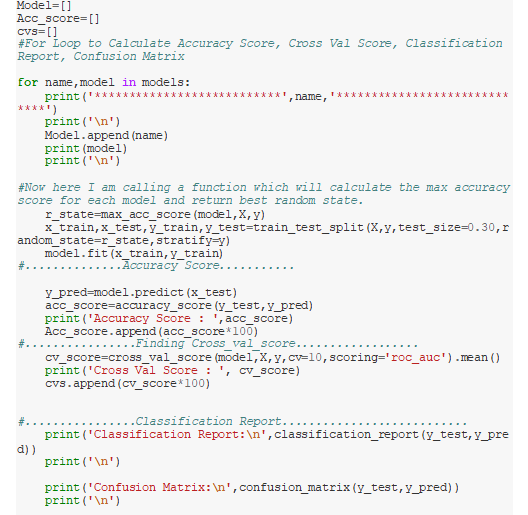 Model=[]
Acc_score=[]
cvs=[]
#For Loop to Calculate Accuracy Score, Cross Val Score, Classification
Report, Confusion Matrix
for name,model in models:
print('***************************',name,'*************************
****')
print('\n')
Model.append(name)
print(model)
print('\n')
#Now here I am calling a function which will calculate the max accuracy
score for each model and return best random state.
r_state=max_acc_score(model,X,y)
x_train,x_test,y_train,y_test=train_test_split(X,y,test_size=0.30,r
andom_state=r_state,stratify=y)
model.fit(x_train,y_train)
#..............Accuracy Score...........
y_pred=model.predict(x_test)
acc_score=accuracy_score(y_test,y_pred)
print('Accuracy Score : ',acc_score)
Acc_score.append(acc_score*100)
#................Finding Cross_val_score..................
cv_score=cross_val_score(model,X,y,cv=10,scoring='roc_auc').mean()
print('Cross Val Score : ', cv_score)
cvs.append(cv_score*100)
#................Classification Report...........................
print('Classification Report:\n',classification_report(y_test,y_pre
d))
print('\n')
print('Confusion Matrix:\n',confusion_matrix(y_test,y_pred))
print('\n')